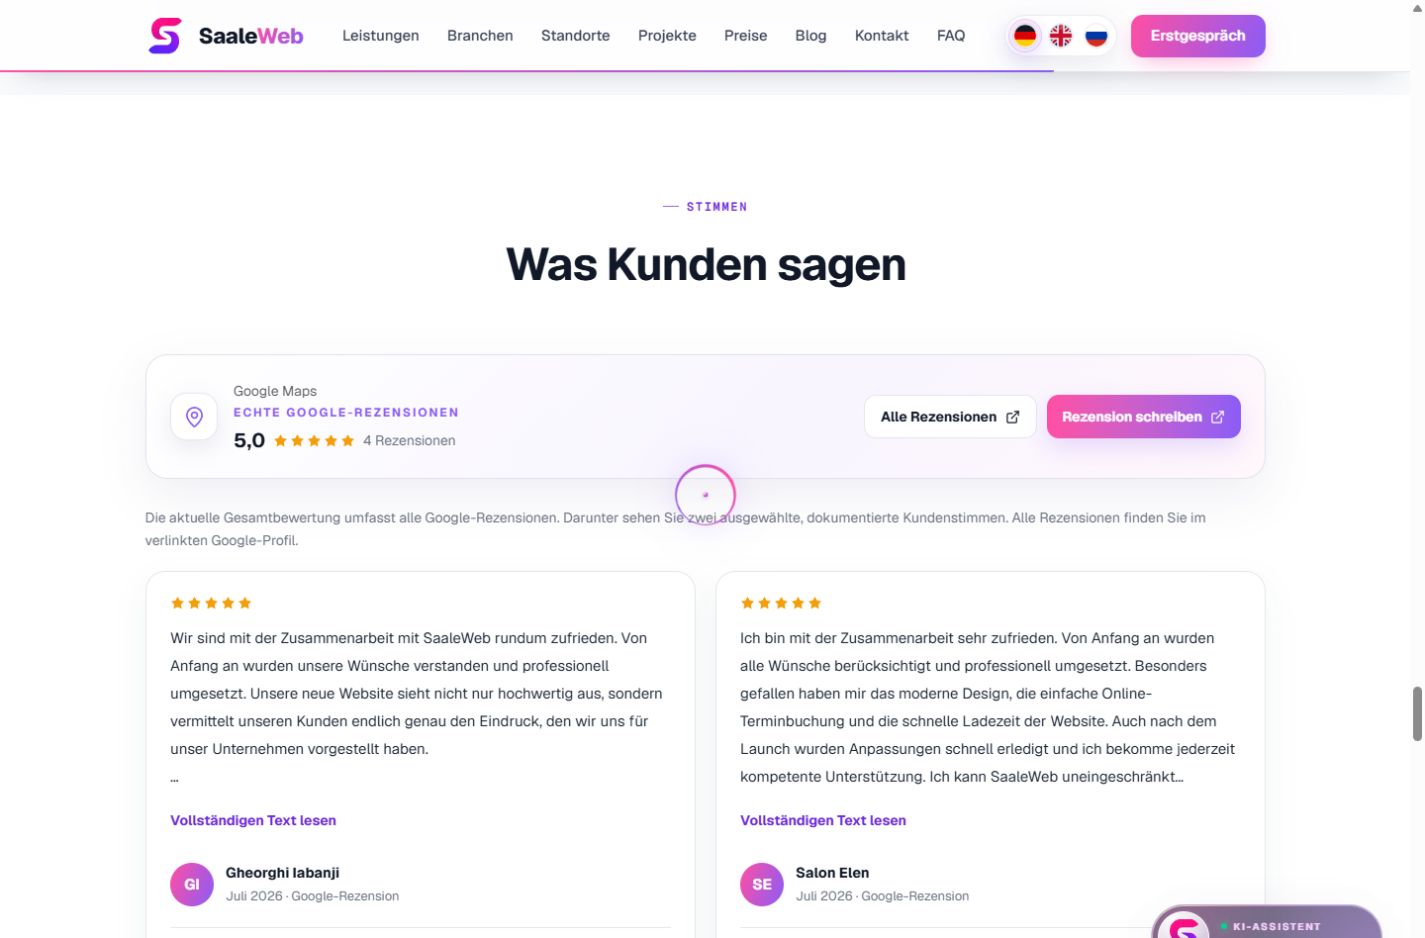 SaaleWeb
Leistungen Branchen Standorte Projekte Preise Blog Kontakt FAQ
Erstgespräch
STIMMEN
Was Kunden sagen
Google Maps
ECHTE GOOGLE-REZENSIONEN
5,0 4 Rezensionen
Alle Rezensionen
Rezension schreiben
Die aktuelle Gesamtbewertung umfasst alle Google-Rezensionen. Darunter sehen Sie zwei ausgewählte, dokumentierte Kundenstimmen. Alle Rezensionen finden Sie im
verlinkten Google-Profil.
Wir sind mit der Zusammenarbeit mit SaaleWeb rundum zufrieden. Von
Anfang an wurden unsere Wünsche verstanden und professionell
umgesetzt. Unsere neue Website sieht nicht nur hochwertig aus, sondern
vermittelt unseren Kunden endlich genau den Eindruck, den wir uns für
unser Unternehmen vorgestellt haben.
...
Vollständigen Text lesen
GI
Gheorghi Iabanji
Juli 2026 · Google-Rezension
Ich bin mit der Zusammenarbeit sehr zufrieden. Von Anfang an wurden
alle Wünsche berücksichtigt und professionell umgesetzt. Besonders
gefallen haben mir das moderne Design, die einfache Online-
Terminbuchung und die schnelle Ladezeit der Website. Auch nach dem
Launch wurden Anpassungen schnell erledigt und ich bekomme jederzeit
kompetente Unterstützung. Ich kann SaaleWeb uneingeschränkt...
Vollständigen Text lesen
SE
Salon Elen
Juli 2026 · Google-Rezension
KI-ASSISTENT